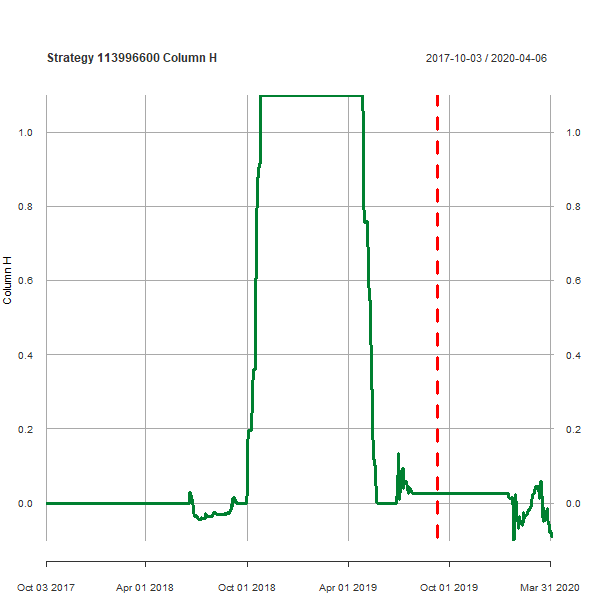 Strategy 113996600 Column H
2017-10-03 / 2020-04-06
1.0
1.0
0.8
0.8
0.6
0.6
Column H
0.4
0.4
0.2
0.2
0.0
0.0
Oct 03 2017
Apr 01 2018
Oct 01 2018
Apr 01 2019
Oct 01 2019
Mar 31 2020